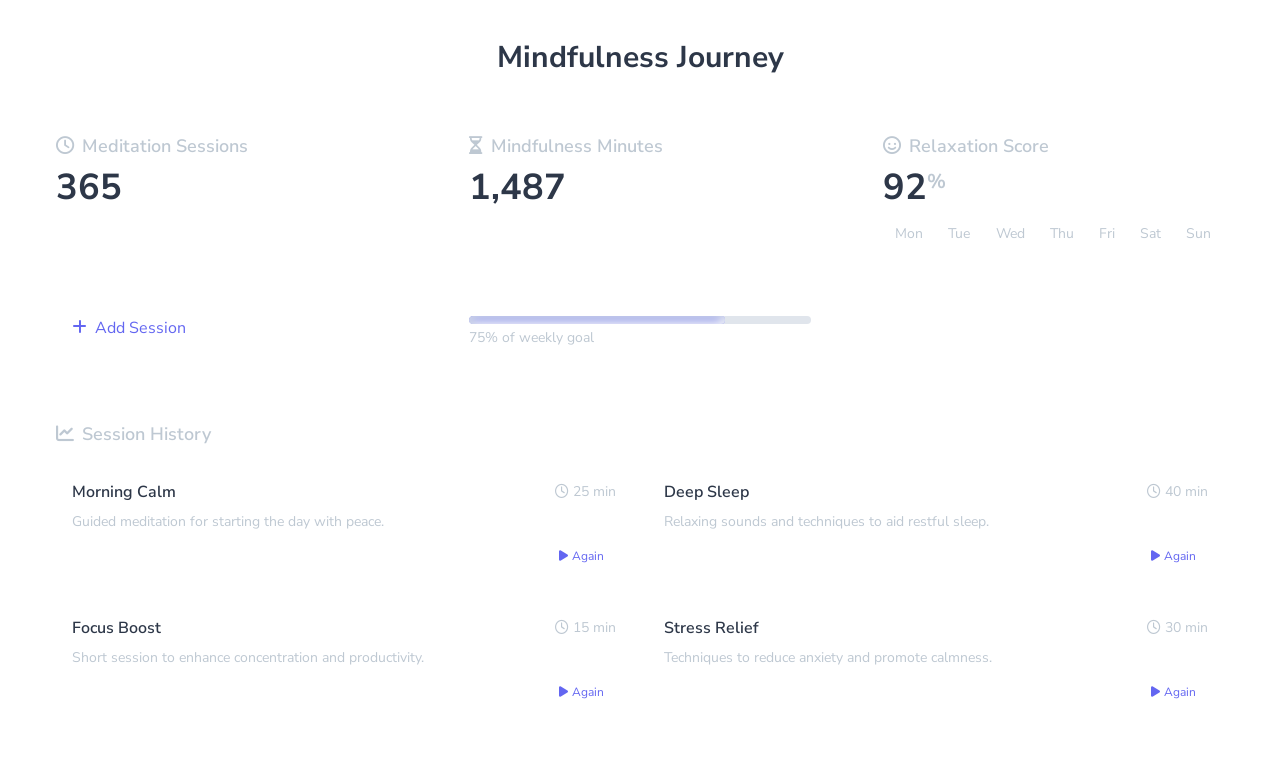 Mindfulness Journey
Meditation Sessions
365
Mindfulness Minutes
1,487
Relaxation Score
92%
Mon Tue Wed Thu Fri Sat Sun
Add Session
75% of weekly goal
Session History
Morning Calm
25 min
Guided meditation for starting the day with peace.
Again
Deep Sleep
40 min
Relaxing sounds and techniques to aid restful sleep.
Again
Focus Boost
15 min
Short session to enhance concentration and productivity.
Again
Stress Relief
30 min
Techniques to reduce anxiety and promote calmness.
Again